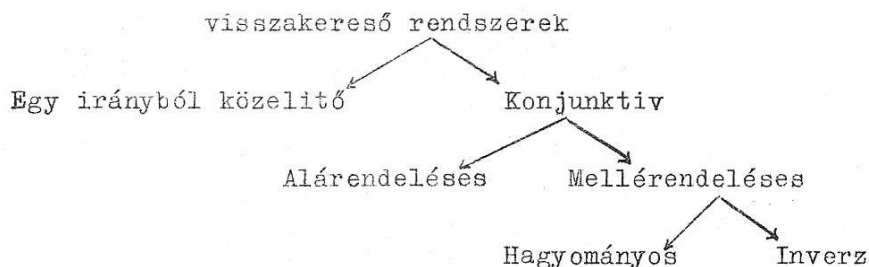 visszakereső rendszerek
Egy irányból közelitő Konjunktiv
Alárendeléses Mellérendeléses
Hagyományos Inverz